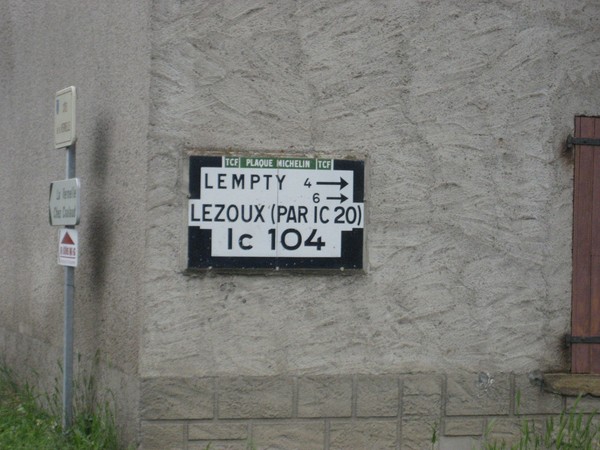 TCF PLAQUE MICHELIN TCF
LEMPTY 4
6
LEZOUX (PAR IC 20)
Ic 104